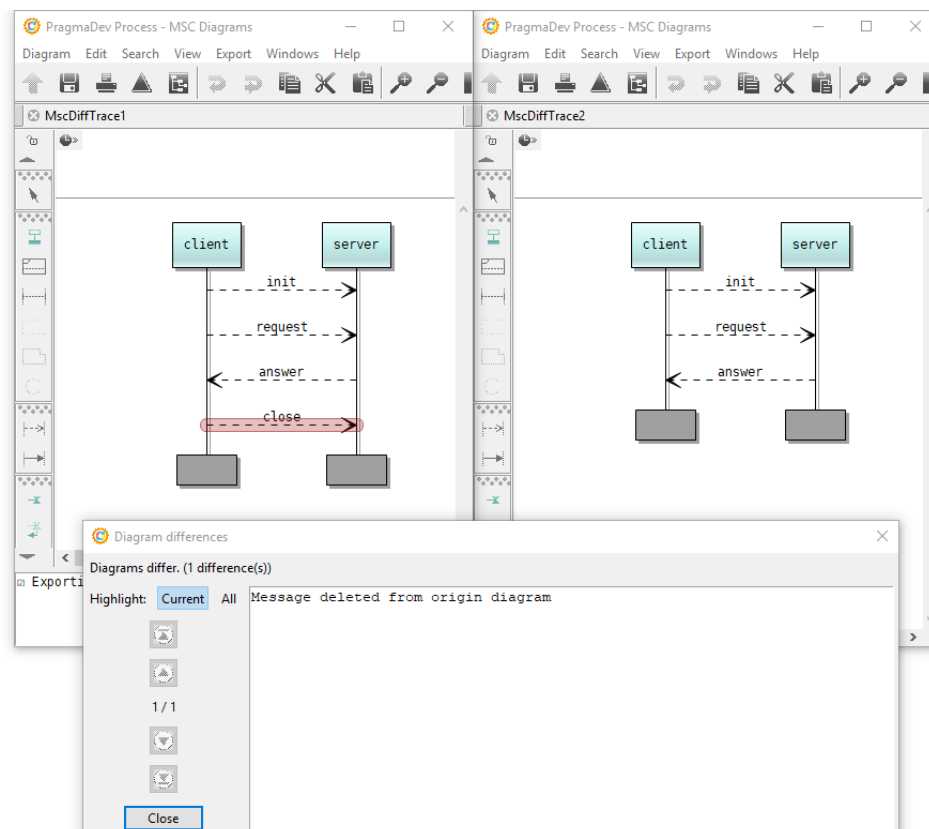 PragmaDev Process - MSC Diagrams
Diagram Edit Search View Export Windows Help
MscDiffTrace1
client
server
init
request
answer
close
PragmaDev Process - MSC Diagrams
Diagram Edit Search View Export Windows Help
MscDiffTrace2
client
server
init
request
answer
Exporti
Diagram differences
Diagrams differ. (1 difference(s))
Highlight: Current All
Message deleted from origin diagram
1 / 1
Close